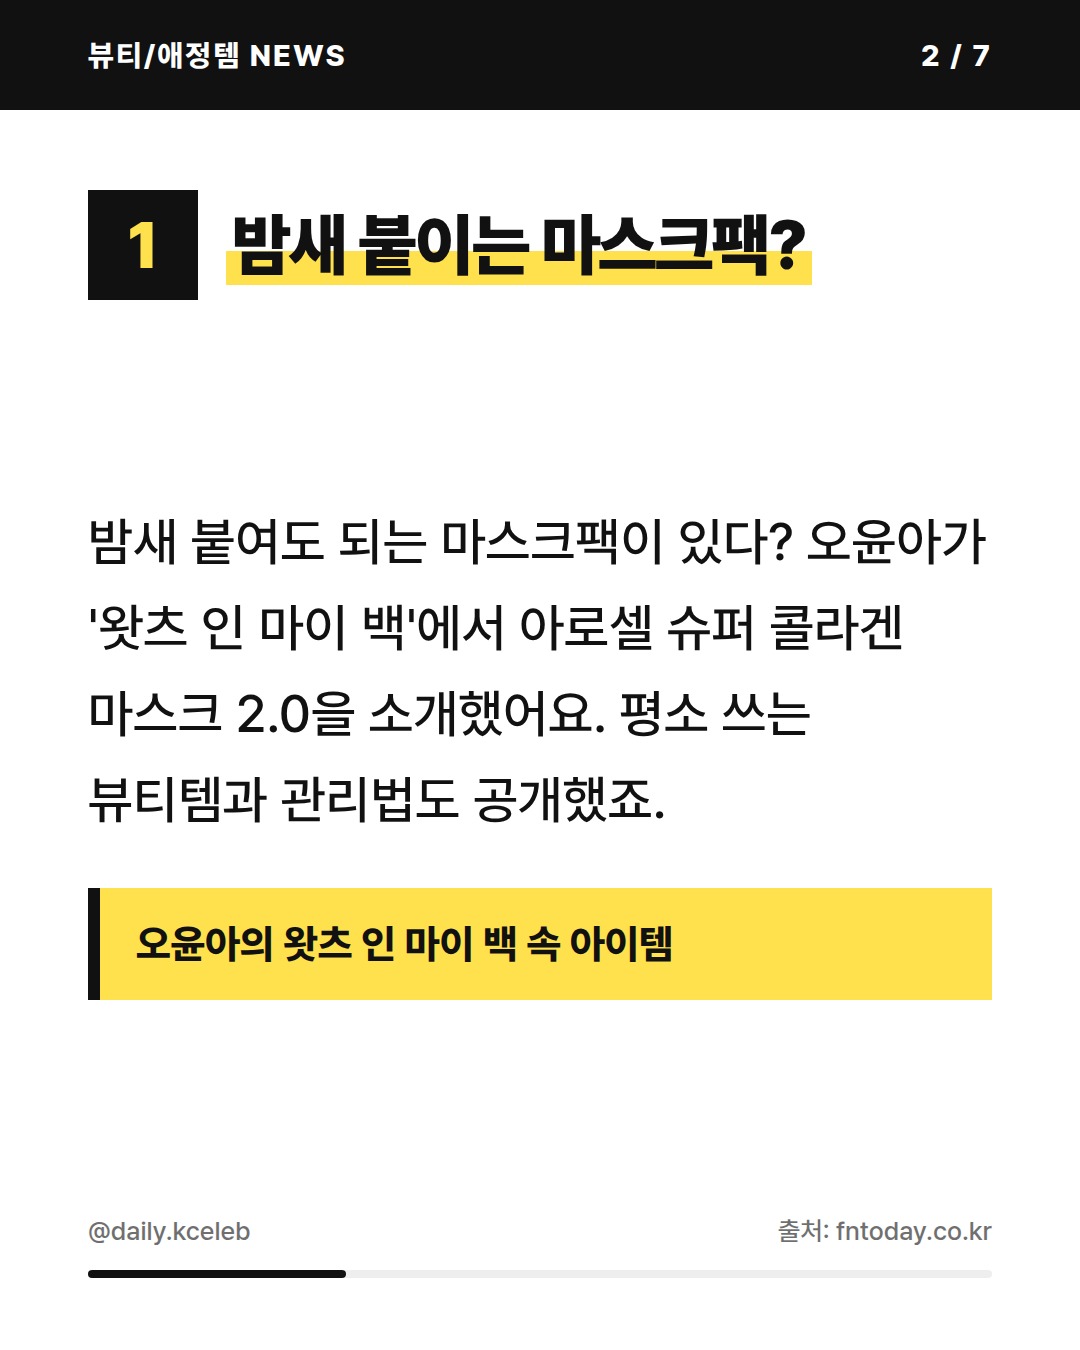 뷰티/애정템 NEWS
2 / 7
1
밤새 붙이는 마스크팩?
밤새 붙여도 되는 마스크팩이 있다? 오윤아가
'왓츠 인 마이 백'에서 아로셀 슈퍼 콜라겐
마스크 2.0을 소개했어요. 평소 쓰는
뷰티템과 관리법도 공개했죠.
오윤아의 왓츠 인 마이 백 속 아이템
@daily.kceleb
출처: fntoday.co.kr